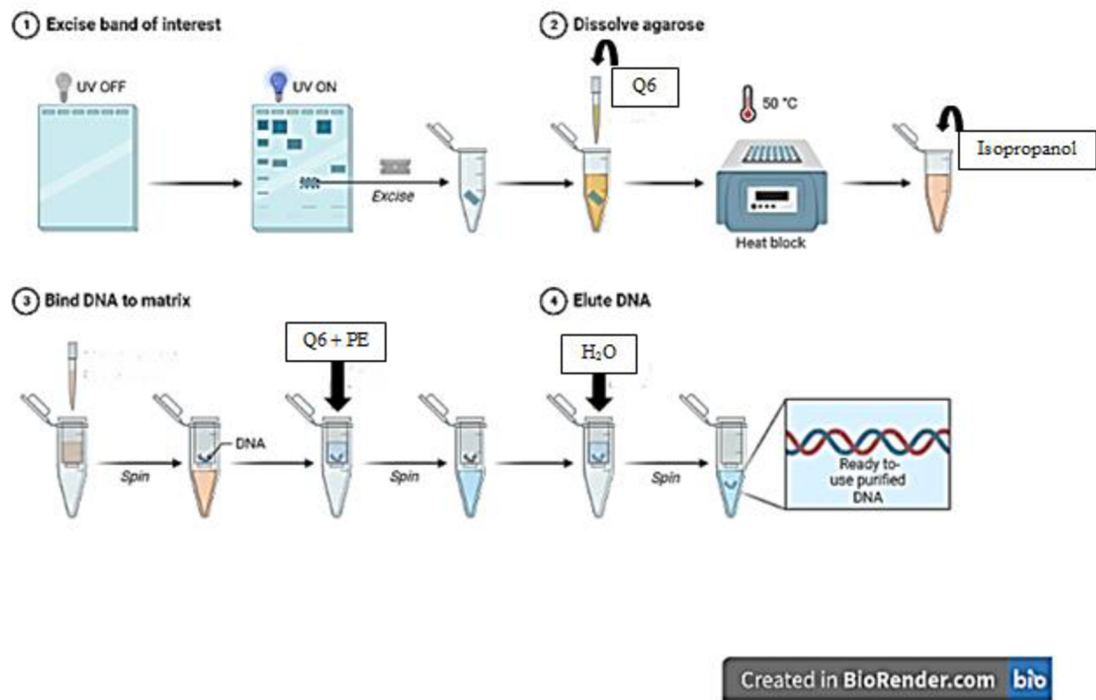 1 Excise band of interest
UV OFF
UV ON
Excise
2 Dissolve agarose
Q6
50 °C
Heat block
Isopropanol
3 Bind DNA to matrix
Spin
DNA
Q6 + PE
Spin
4 Elute DNA
H₂O
Spin
Ready to-
use purified
DNA
Created in BioRender.com bio